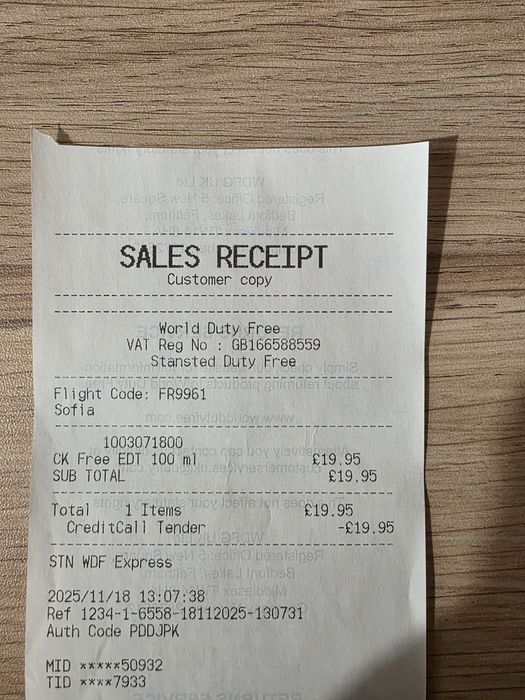 SALES RECEIPT
Customer copy
World Duty Free
VAT Reg No : GB166588559
Stansted Duty Free
Flight Code: FR9961
Sofia
1003071800
CK Free EDT 100 ml £19.95
SUB TOTAL £19.95
Total 1 Items £19.95
CreditCall Tender -£19.95
STN WDF Express
2025/11/18 13:07:38
Ref 1234-1-6558-18112025-130731
Auth Code PDDJPK
MID *****50932
TID ****7933